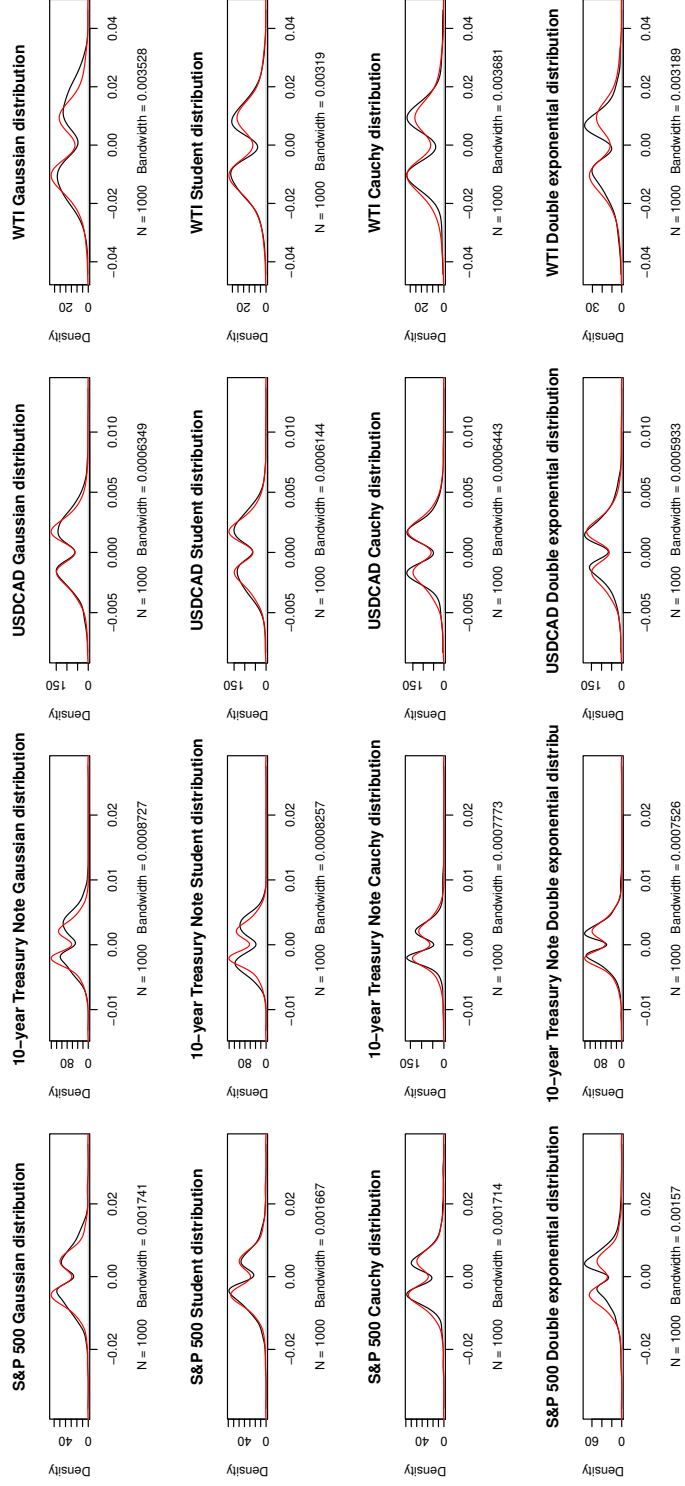 S&P 500 Gaussian distribution
Density
0 40
−0.02 0.00 0.02
N = 1000 Bandwidth = 0.001741
10−year Treasury Note Gaussian distribution
Density
0 80
−0.01 0.00 0.01 0.02
N = 1000 Bandwidth = 0.0008727
USDCAD Gaussian distribution
Density
0 150
−0.005 0.000 0.005 0.010
N = 1000 Bandwidth = 0.0006349
WTI Gaussian distribution
Density
0 20
−0.04 −0.02 0.00 0.02 0.04
N = 1000 Bandwidth = 0.003528
S&P 500 Student distribution
Density
0 40
−0.02 0.00 0.02
N = 1000 Bandwidth = 0.001667
10−year Treasury Note Student distribution
Density
0 80
−0.01 0.00 0.01 0.02
N = 1000 Bandwidth = 0.0008257
USDCAD Student distribution
Density
0 150
−0.005 0.000 0.005 0.010
N = 1000 Bandwidth = 0.0006144
WTI Student distribution
Density
0 20
−0.04 −0.02 0.00 0.02 0.04
N = 1000 Bandwidth = 0.00319
S&P 500 Cauchy distribution
Density
0 40
−0.02 0.00 0.02
N = 1000 Bandwidth = 0.001714
10−year Treasury Note Cauchy distribution
Density
0 150
−0.01 0.00 0.01 0.02
N = 1000 Bandwidth = 0.0007773
USDCAD Cauchy distribution
Density
0 150
−0.005 0.000 0.005 0.010
N = 1000 Bandwidth = 0.0006443
WTI Cauchy distribution
Density
0 20
−0.04 −0.02 0.00 0.02 0.04
N = 1000 Bandwidth = 0.003681
S&P 500 Double exponential distribution
Density
0 60
−0.02 0.00 0.02
N = 1000 Bandwidth = 0.00157
10−year Treasury Note Double exponential distribu
Density
0 80
−0.01 0.00 0.01 0.02
N = 1000 Bandwidth = 0.0007526
USDCAD Double exponential distribution
Density
0 150
−0.005 0.000 0.005 0.010
N = 1000 Bandwidth = 0.0005933
WTI Double exponential distribution
Density
0 30
−0.04 −0.02 0.00 0.02 0.04
N = 1000 Bandwidth = 0.003189